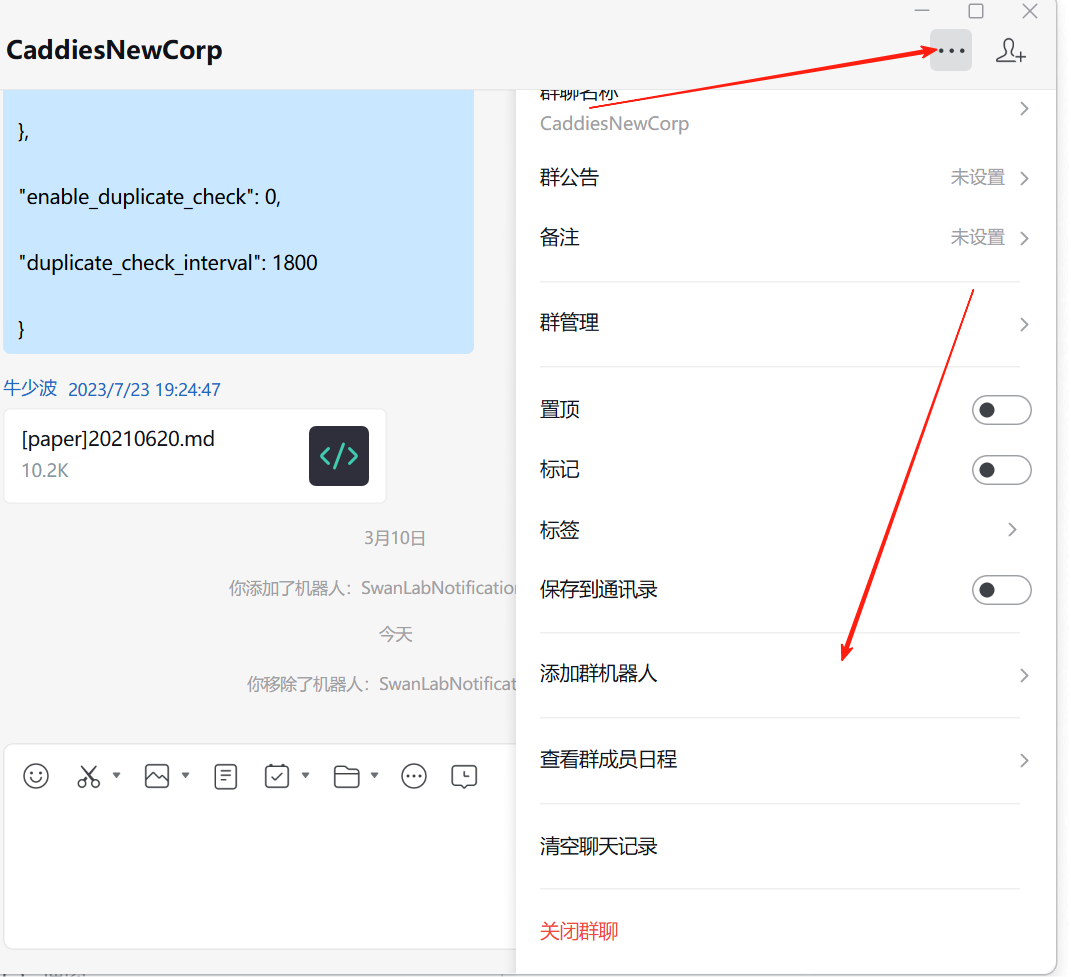 CaddiesNewCorp
},
"enable_duplicate_check": 0,
"duplicate_check_interval": 1800
}
牛少波 2023/7/23 19:24:47
[paper]20210620.md
10.2K
3月10日
你添加了机器人：SwanLabNotification
今天
你移除了机器人：SwanLabNotificat
群聊名称
CaddiesNewCorp
群公告 未设置
备注 未设置
群管理
置顶
标记
标签
保存到通讯录
添加群机器人
查看群成员日程
清空聊天记录
关闭群聊